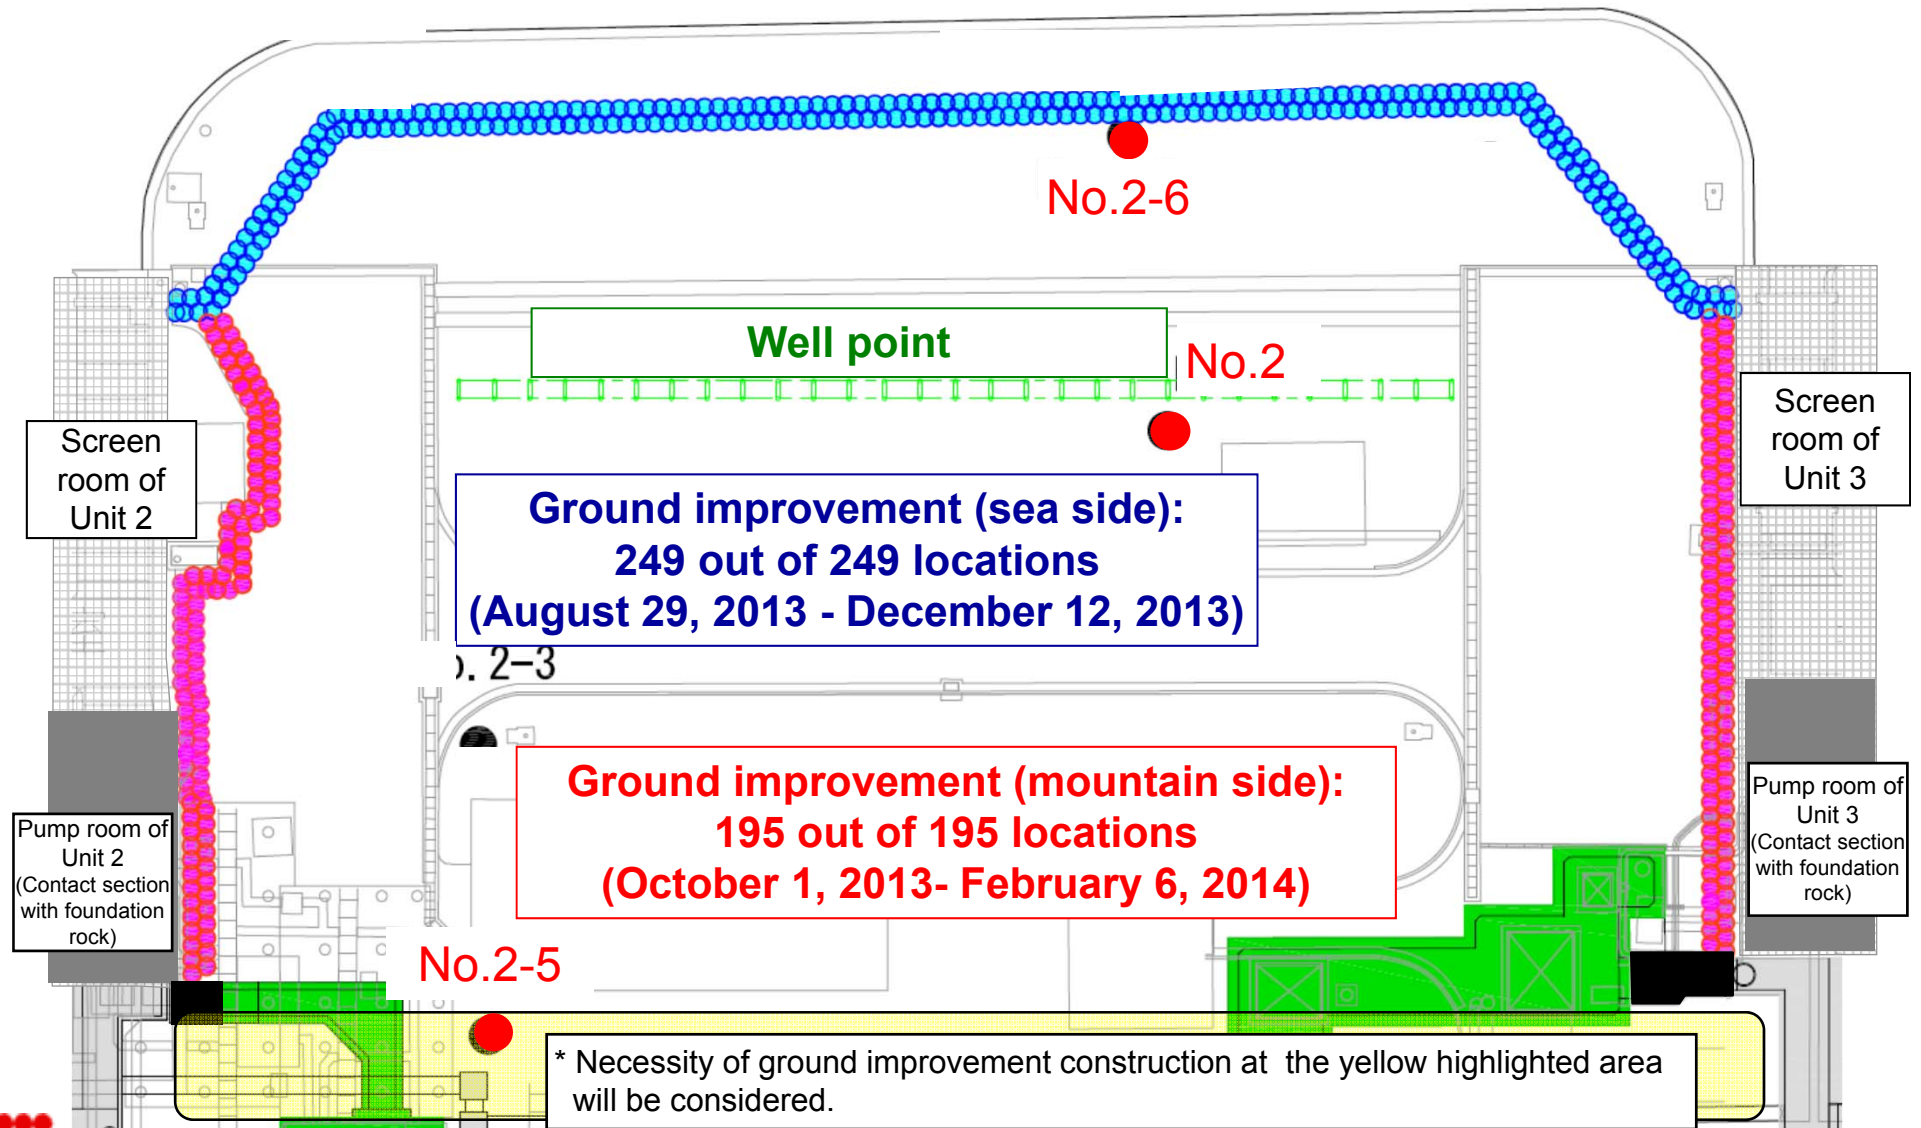 No.2-6
Well point
No.2
Screen
room of
Unit 2
Screen
room of
Unit 3
Ground improvement (sea side):
249 out of 249 locations
(August 29, 2013 - December 12, 2013)
. 2-3
Ground improvement (mountain side):
195 out of 195 locations
(October 1, 2013- February 6, 2014)
Pump room of
Unit 2
(Contact section
with foundation
rock)
Pump room of
Unit 3
(Contact section
with foundation
rock)
No.2-5
* Necessity of ground improvement construction at the yellow highlighted area
will be considered.